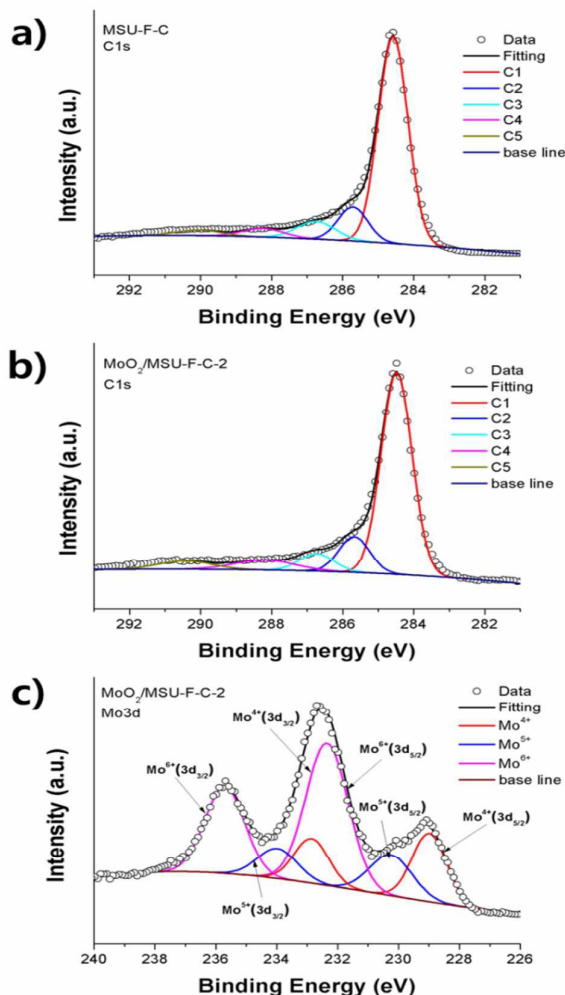 a)
MSU-F-C
C1s
Data
Fitting
C1
C2
C3
C4
C5
base line
Intensity (a.u.)
292 290 288 286 284 282
Binding Energy (eV)
b)
MoO₂/MSU-F-C-2
C1s
Data
Fitting
C1
C2
C3
C4
C5
base line
Intensity (a.u.)
292 290 288 286 284 282
Binding Energy (eV)
c)
MoO₂/MSU-F-C-2
Mo3d
Data
Fitting
Mo⁴⁺
Mo⁵⁺
Mo⁶⁺
base line
Mo⁴⁺(3d₃/₂)
Mo⁶⁺(3d₃/₂)
Mo⁶⁺(3d₅/₂)
Mo⁵⁺(3d₅/₂)
Mo⁴⁺(3d₅/₂)
Mo⁵⁺(3d₃/₂)
Intensity (a.u.)
240 238 236 234 232 230 228 226
Binding Energy (eV)